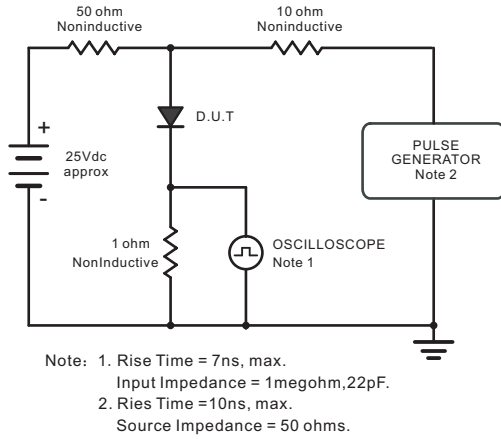 50 ohm
Noninductive
10 ohm
Noninductive
D.U.T
+
25Vdc
approx
-
PULSE
GENERATOR
Note 2
1 ohm
NonInductive
OSCILLOSCOPE
Note 1
Note: 1. Rise Time = 7ns, max.
Input Impedance = 1megohm,22pF.
2. Ries Time =10ns, max.
Source Impedance = 50 ohms.